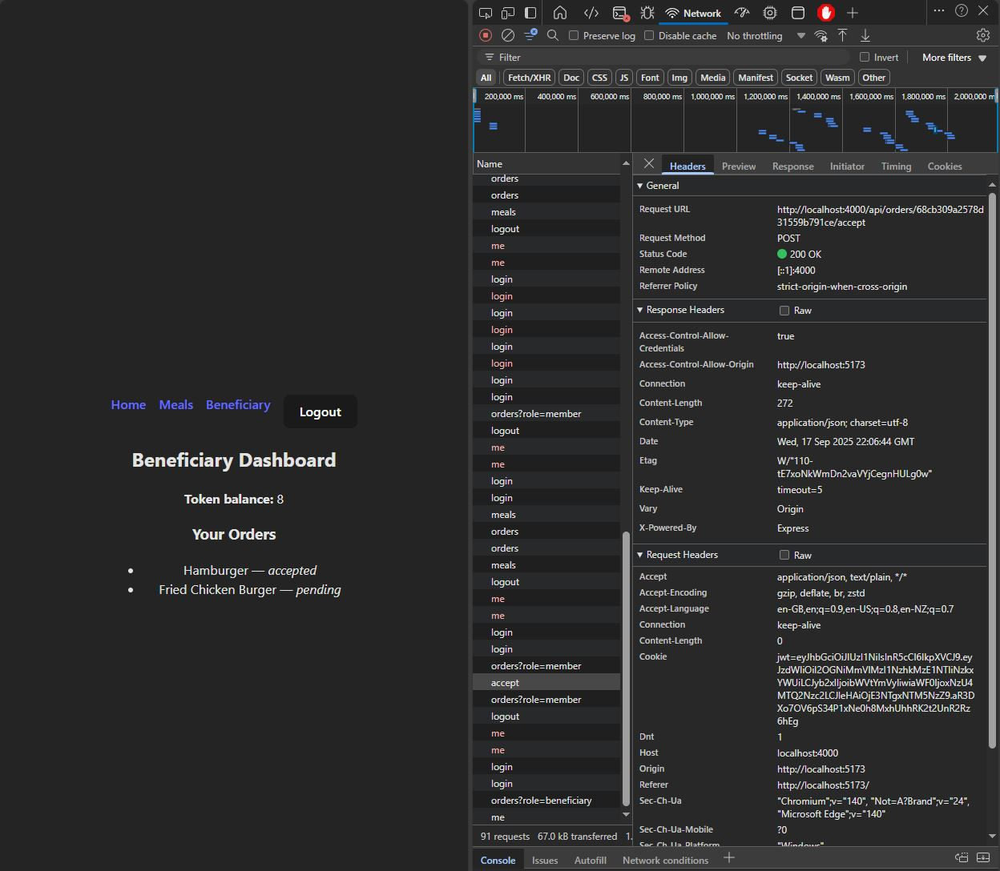 Home Meals Beneficiary Logout
Beneficiary Dashboard
Token balance: 8
Your Orders
• Hamburger — accepted
• Fried Chicken Burger — pending
Network
Preserve log Disable cache No throttling
Filter Invert More filters
All Fetch/XHR Doc CSS JS Font Img Media Manifest Socket Wasm Other
200,000 ms 400,000 ms 600,000 ms 800,000 ms 1,000,000 ms 1,200,000 ms 1,400,000 ms 1,600,000 ms 1,800,000 ms 2,000,000 m
Name
orders
orders
meals
logout
me
me
login
login
login
login
login
login
login
login
orders?role=member
logout
me
me
login
login
meals
orders
orders
meals
logout
me
me
login
login
orders?role=member
accept
orders?role=member
logout
me
me
login
login
orders?role=beneficiary
me
91 requests 67.0 kB transferred 1.
Headers Preview Response Initiator Timing Cookies
General
Request URL http://localhost:4000/api/orders/68cb309a2578d
31559b791ce/accept
Request Method POST
Status Code 200 OK
Remote Address [::1]:4000
Referrer Policy strict-origin-when-cross-origin
Response Headers Raw
Access-Control-Allow- true
Credentials
Access-Control-Allow-Origin http://localhost:5173
Connection keep-alive
Content-Length 272
Content-Type application/json; charset=utf-8
Date Wed, 17 Sep 2025 22:06:44 GMT
Etag W/"110-
tE7xoNkWmDn2vaVYjCegnHULg0w"
Keep-Alive timeout=5
Vary Origin
X-Powered-By Express
Request Headers Raw
Accept application/json, text/plain, */*
Accept-Encoding gzip, deflate, br, zstd
Accept-Language en-GB,en;q=0.9,en-US;q=0.8,en-NZ;q=0.7
Connection keep-alive
Content-Length 0
Cookie
Dnt 1
Host localhost:4000
Origin http://localhost:5173
Referer http://localhost:5173/
Sec-Ch-Ua "Chromium";v="140", "Not=A?Brand";v="24",
"Microsoft Edge";v="140"
Sec-Ch-Ua-Mobile ?0
Sec-Ch-Ua-Platform "Windows"
Console Issues Autofill Network conditions